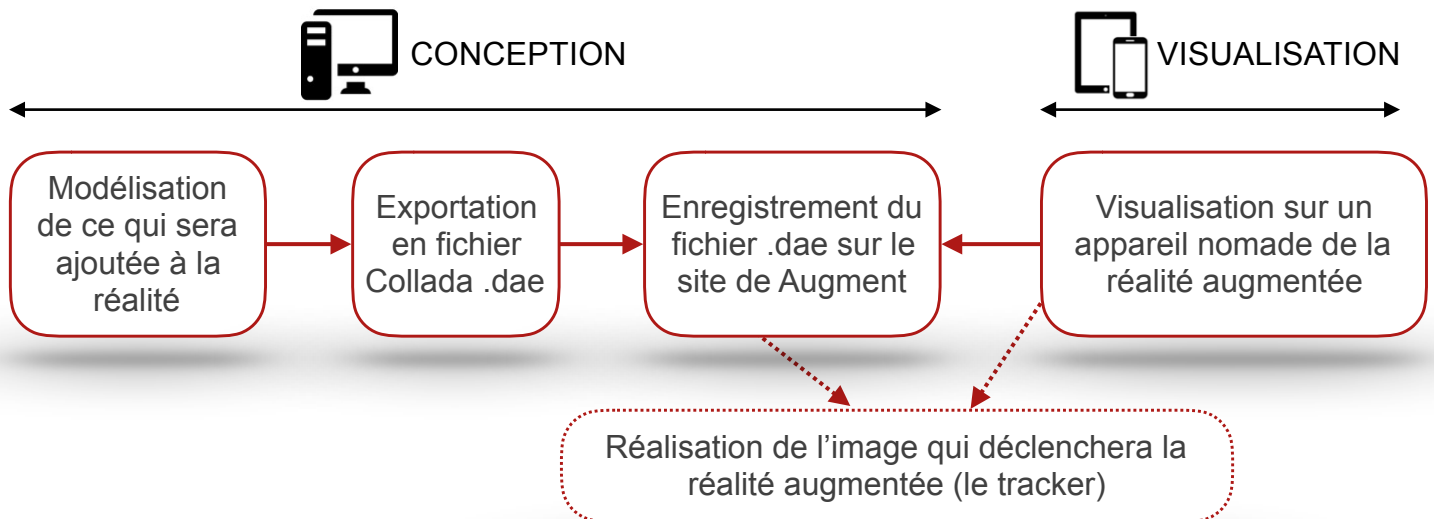 CONCEPTION
VISUALISATION
Modélisation
de ce qui sera
ajoutée à la
réalité
Exportation
en fichier
Collada .dae
Enregistrement du
fichier .dae sur le
site de Augment
Visualisation sur un
appareil nomade de la
réalité augmentée
Réalisation de l’image qui déclenchera la
réalité augmentée (le tracker)